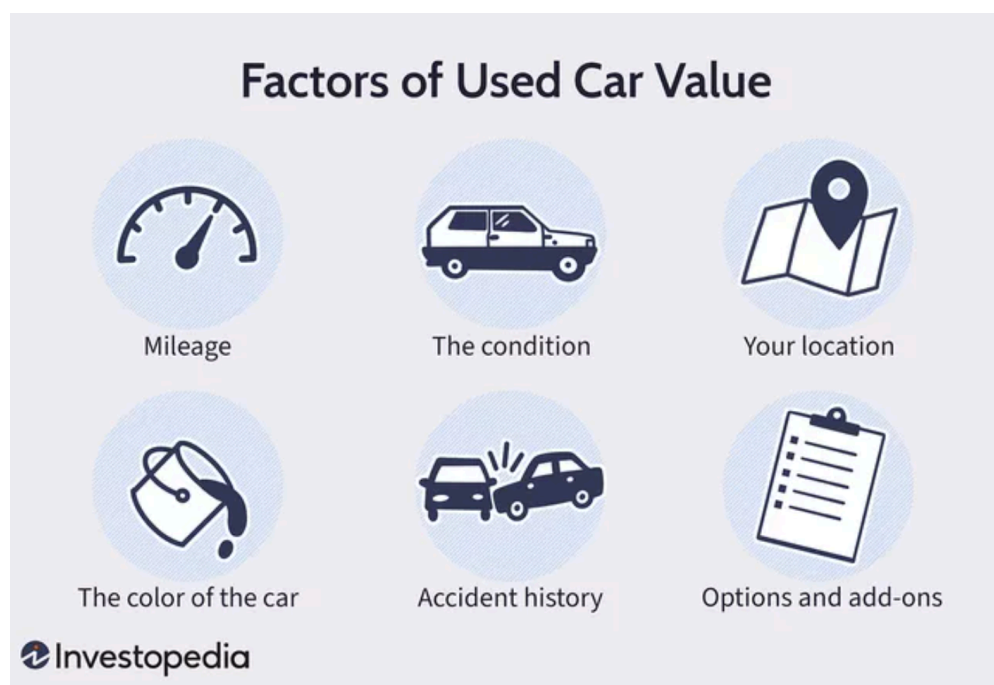 Factors of Used Car Value
Mileage
The condition
Your location
The color of the car
Accident history
Options and add-ons
Investopedia